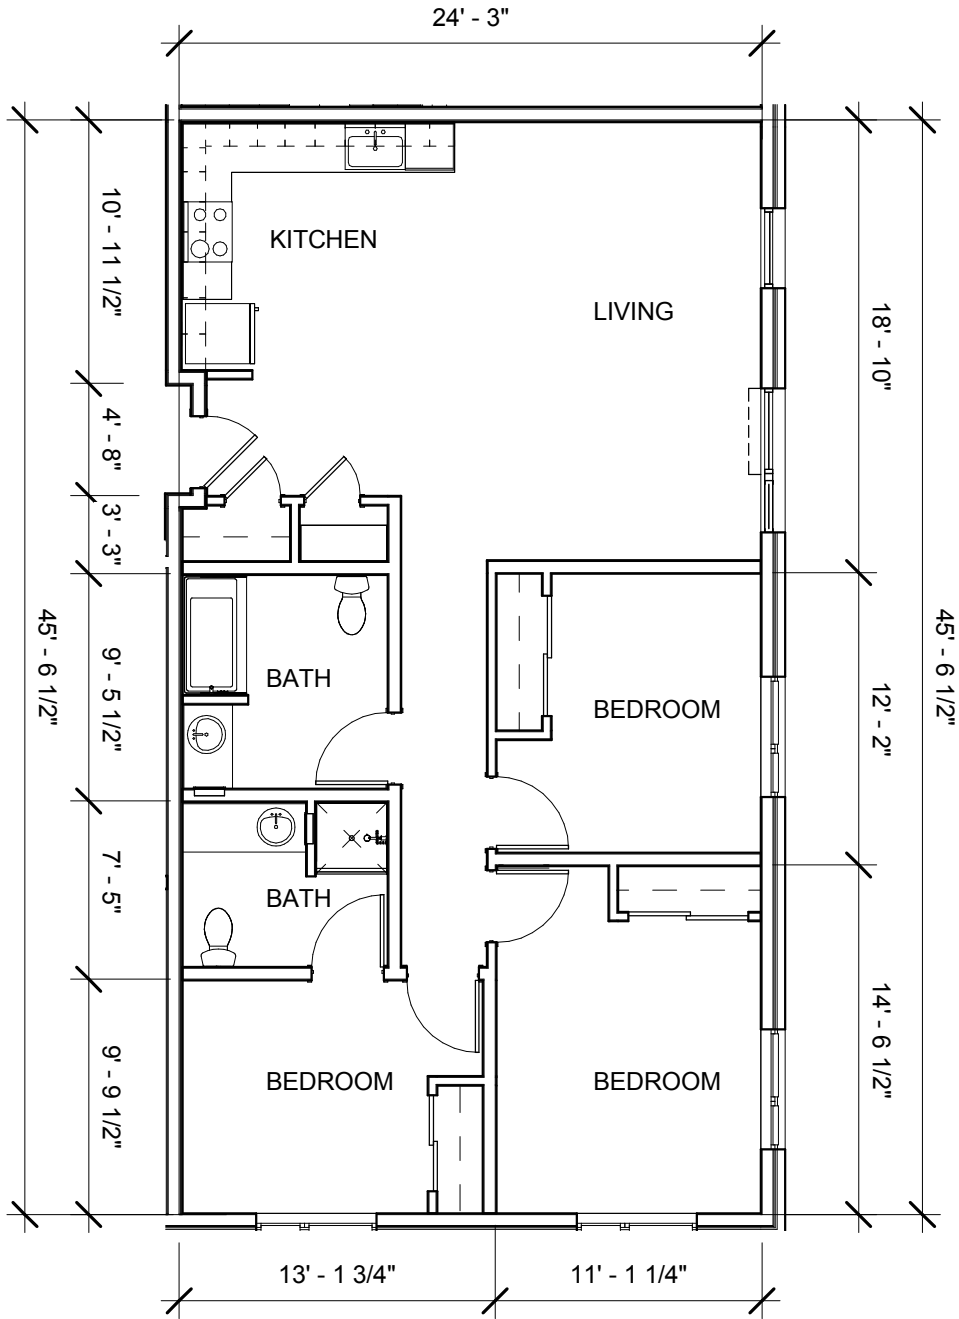 24' - 3"
10' - 11 1/2"
KITCHEN
LIVING
18' - 10"
4' - 8"
3' - 3"
45' - 6 1/2"
9' - 5 1/2"
BATH
BEDROOM
12' - 2"
45' - 6 1/2"
7' - 5"
BATH
14' - 6 1/2"
9' - 9 1/2"
BEDROOM
BEDROOM
13' - 1 3/4"
11' - 1 1/4"